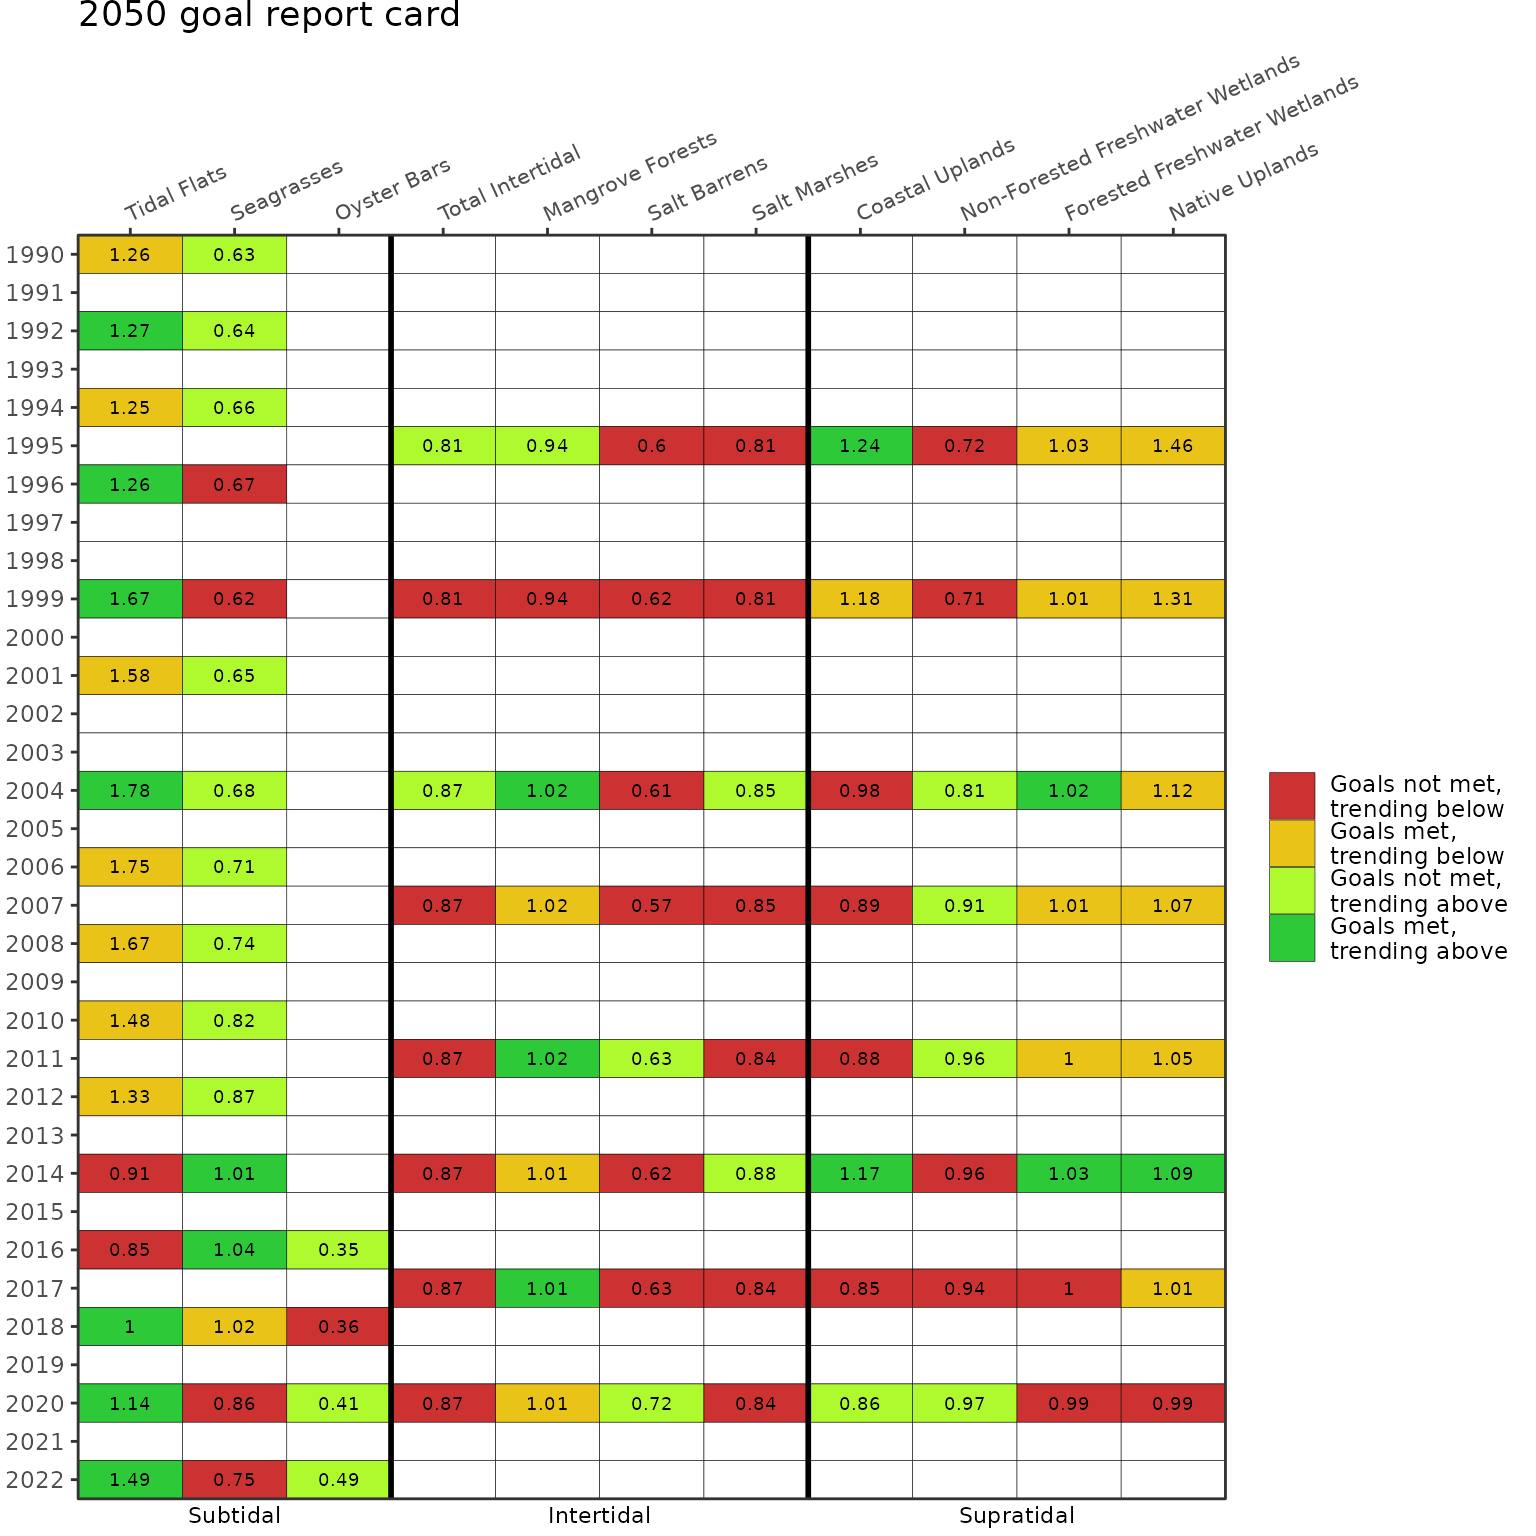 2050 goal report card
Tidal Flats
Seagrasses
Oyster Bars
Total Intertidal
Mangrove Forests
Salt Barrens
Salt Marshes
Coastal Uplands
Non-Forested Freshwater Wetlands
Forested Freshwater Wetlands
Native Uplands
1990 1.26 0.63
1991
1992 1.27 0.64
1993
1994 1.25 0.66
1995 0.81 0.94 0.6 0.81 1.24 0.72 1.03 1.46
1996 1.26 0.67
1997
1998
1999 1.67 0.62 0.81 0.94 0.62 0.81 1.18 0.71 1.01 1.31
2000
2001 1.58 0.65
2002
2003
2004 1.78 0.68 0.87 1.02 0.61 0.85 0.98 0.81 1.02 1.12
2005
2006 1.75 0.71
2007 0.87 1.02 0.57 0.85 0.89 0.91 1.01 1.07
2008 1.67 0.74
2009
2010 1.48 0.82
2011 0.87 1.02 0.63 0.84 0.88 0.96 1 1.05
2012 1.33 0.87
2013
2014 0.91 1.01 0.87 1.01 0.62 0.88 1.17 0.96 1.03 1.09
2015
2016 0.85 1.04 0.35
2017 0.87 1.01 0.63 0.84 0.85 0.94 1 1.01
2018 1 1.02 0.36
2019
2020 1.14 0.86 0.41 0.87 1.01 0.72 0.84 0.86 0.97 0.99 0.99
2021
2022 1.49 0.75 0.49
Subtidal Intertidal Supratidal
Goals not met,
trending below
Goals met,
trending below
Goals not met,
trending above
Goals met,
trending above